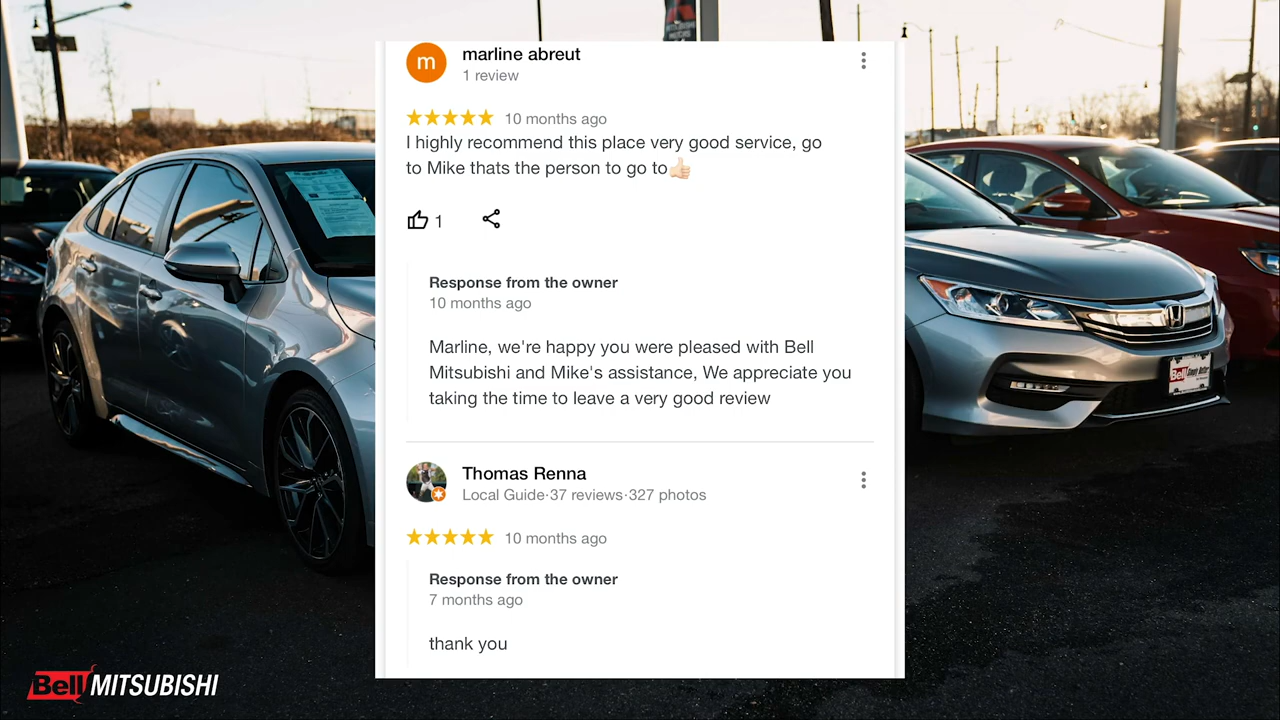 m
marline abreut
1 review
10 months ago
I highly recommend this place very good service, go
to Mike thats the person to go to👍🏻
1
Response from the owner
10 months ago
Marline, we're happy you were pleased with Bell
Mitsubishi and Mike's assistance, We appreciate you
taking the time to leave a very good review
Thomas Renna
Local Guide·37 reviews·327 photos
10 months ago
Response from the owner
7 months ago
thank you
Bell
Bell MITSUBISHI